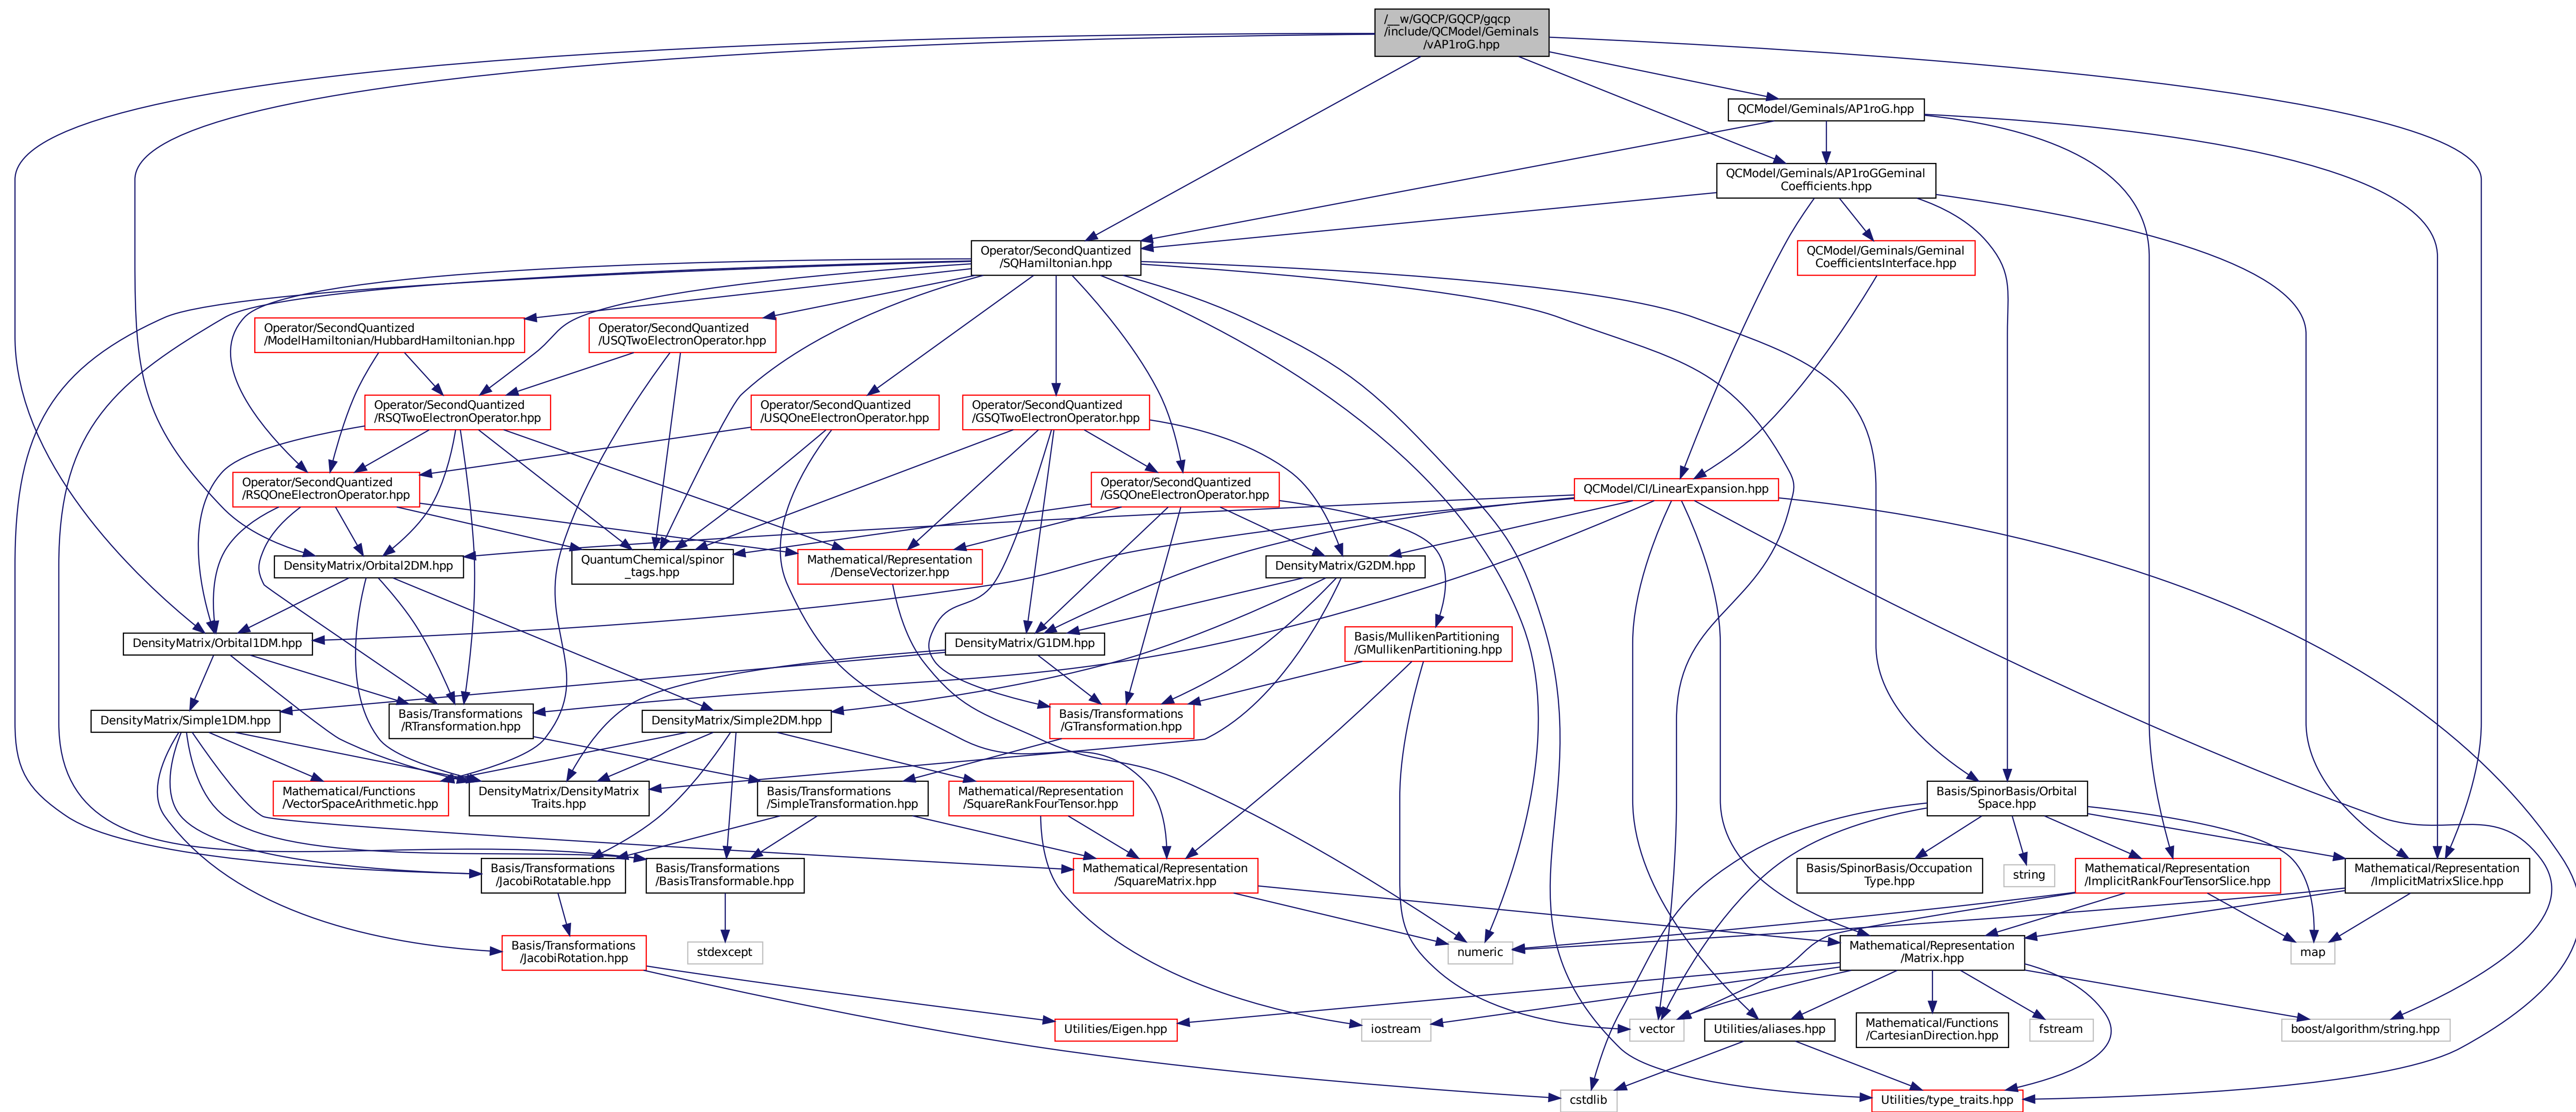 /__w/GQCP/GQCP/gqcp
/include/QCModel/Geminals
/vAP1roG.hpp
QCModel/Geminals/AP1roG.hpp
QCModel/Geminals/AP1roGGeminal
Coefficients.hpp
Operator/SecondQuantized
/SQHamiltonian.hpp
QCModel/Geminals/Geminal
CoefficientsInterface.hpp
Operator/SecondQuantized
/ModelHamiltonian/HubbardHamiltonian.hpp
Operator/SecondQuantized
/USQTwoElectronOperator.hpp
Operator/SecondQuantized
/RSQTwoElectronOperator.hpp
Operator/SecondQuantized
/USQOneElectronOperator.hpp
Operator/SecondQuantized
/GSQTwoElectronOperator.hpp
Operator/SecondQuantized
/RSQOneElectronOperator.hpp
Operator/SecondQuantized
/GSQOneElectronOperator.hpp
QCModel/CI/LinearExpansion.hpp
DensityMatrix/Orbital2DM.hpp
QuantumChemical/spinor
_tags.hpp
Mathematical/Representation
/DenseVectorizer.hpp
DensityMatrix/G2DM.hpp
DensityMatrix/Orbital1DM.hpp
DensityMatrix/G1DM.hpp
Basis/MullikenPartitioning
/GMullikenPartitioning.hpp
DensityMatrix/Simple1DM.hpp
Basis/Transformations
/RTransformation.hpp
DensityMatrix/Simple2DM.hpp
Basis/Transformations
/GTransformation.hpp
Mathematical/Functions
/VectorSpaceArithmetic.hpp
DensityMatrix/DensityMatrix
Traits.hpp
Basis/Transformations
/SimpleTransformation.hpp
Mathematical/Representation
/SquareRankFourTensor.hpp
Basis/SpinorBasis/Orbital
Space.hpp
Basis/Transformations
/JacobiRotatable.hpp
Basis/Transformations
/BasisTransformable.hpp
Mathematical/Representation
/SquareMatrix.hpp
Basis/SpinorBasis/Occupation
Type.hpp
string
Mathematical/Representation
/ImplicitRankFourTensorSlice.hpp
Mathematical/Representation
/ImplicitMatrixSlice.hpp
Basis/Transformations
/JacobiRotation.hpp
stdexcept
numeric
Mathematical/Representation
/Matrix.hpp
map
Utilities/Eigen.hpp
iostream
vector
Utilities/aliases.hpp
Mathematical/Functions
/CartesianDirection.hpp
fstream
boost/algorithm/string.hpp
cstdlib
Utilities/type_traits.hpp